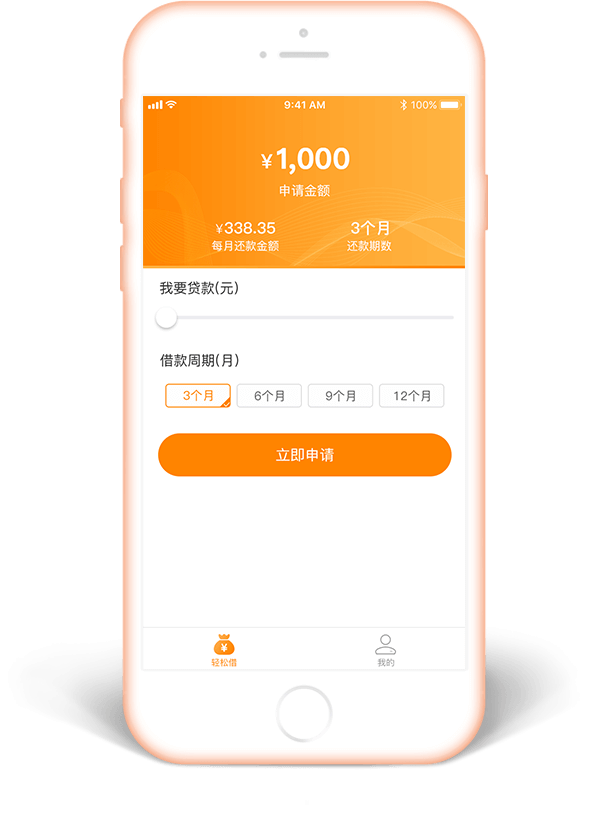 9:41 AM 100%
¥1,000
申请金额
¥338.35 3个月
每月还款金额 还款期数
我要贷款(元)
借款周期(月)
3个月 6个月 9个月 12个月
立即申请
¥
轻松借 我的